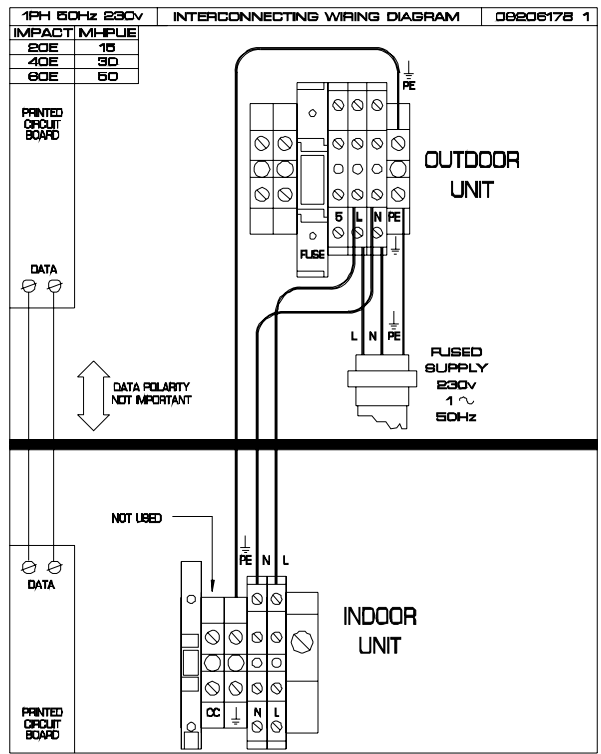 1PH 50Hz 230v INTERCONNECTING WIRING DIAGRAM 09206178 1
IMPACT MHPUE
20E 15
40E 30
60E 50
PRINTED
CIRCUIT
BOARD
PE
OUTDOOR
UNIT
5 L N PE
FUSE
DATA
L N PE
FUSED
SUPPLY
230v
1 ~
50Hz
DATA POLARITY
NOT IMPORTANT
NOT USED
PE N L
DATA
INDOOR
UNIT
CC N L
PRINTED
CIRCUIT
BOARD